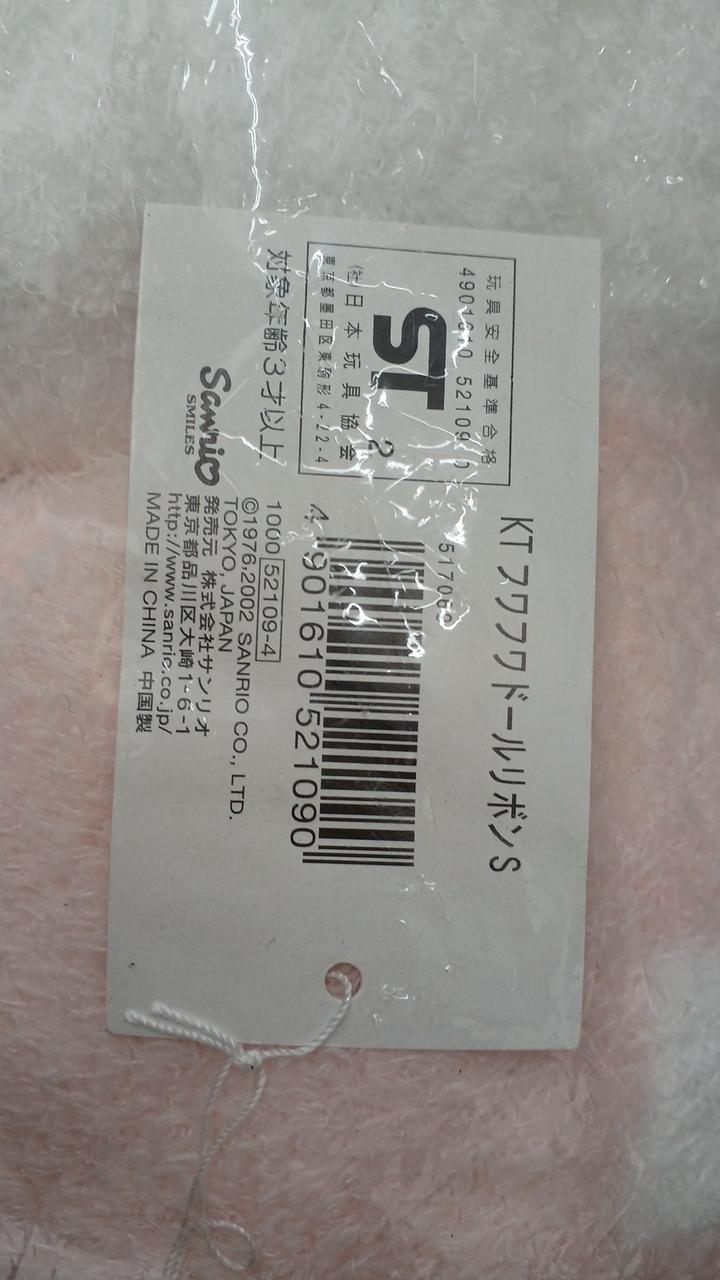 KTフワフワドールリボンS
玩具安全基準合格
4901610 521090
ST
2
(社)日本玩具協会
東京都墨田区東駒形4-22-4
対象年齢3才以上
Sanrio
SMILES
4 901610 521090
1000 52109-4
©1976,2002 SANRIO CO., LTD.
TOKYO, JAPAN
発売元 株式会社サンリオ
東京都品川区大崎1-6-1
http://www.sanrio.co.jp/
MADE IN CHINA 中国製